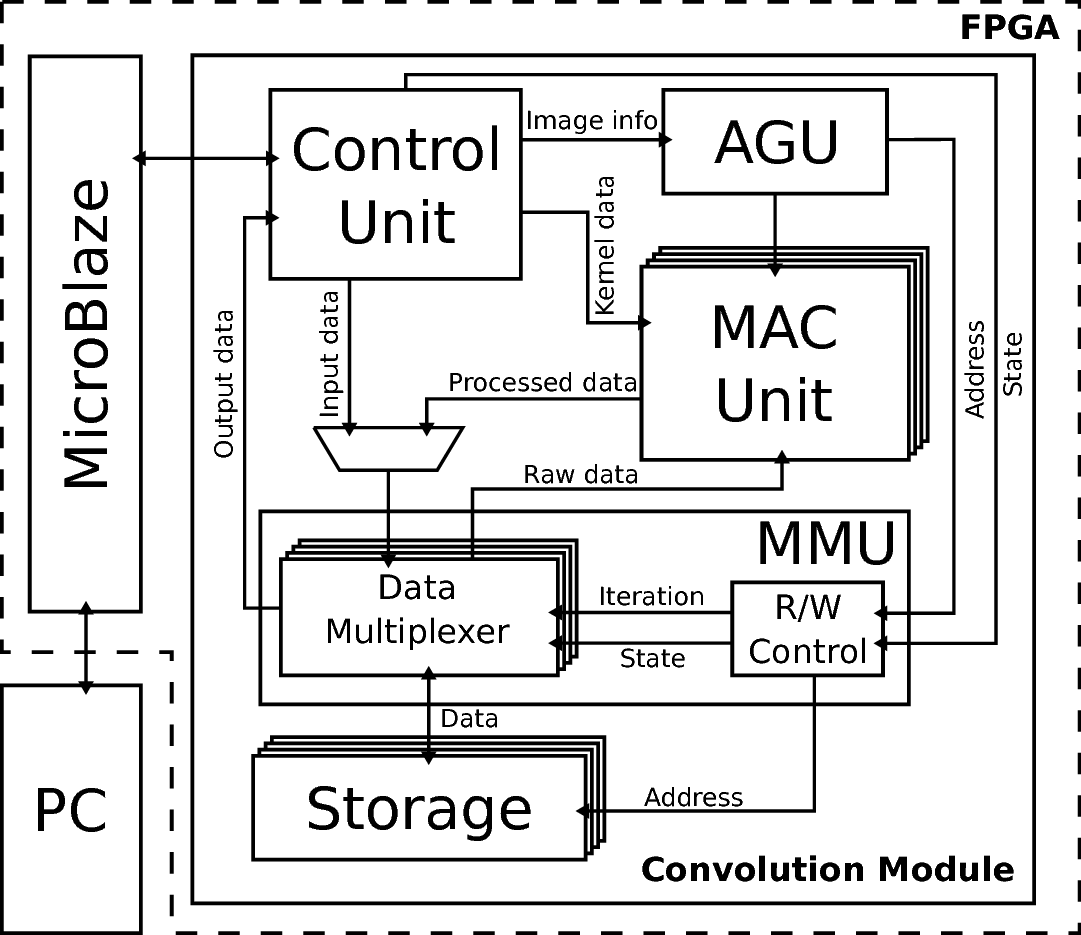 FPGA
MicroBlaze
Control
Unit
Image info
AGU
Kernel data
MAC
Unit
Address
State
Output data
Input data
Processed data
Raw data
MMU
Data
Multiplexer
Iteration
State
R/W
Control
Data
PC
Storage
Address
Convolution Module